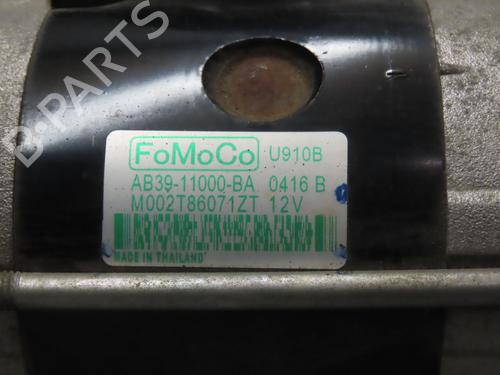 B-PARTS
FoMoCo U910B
AB39-11000-BA 0416 B
M002T86071ZT 12V
MADE IN THAILAND